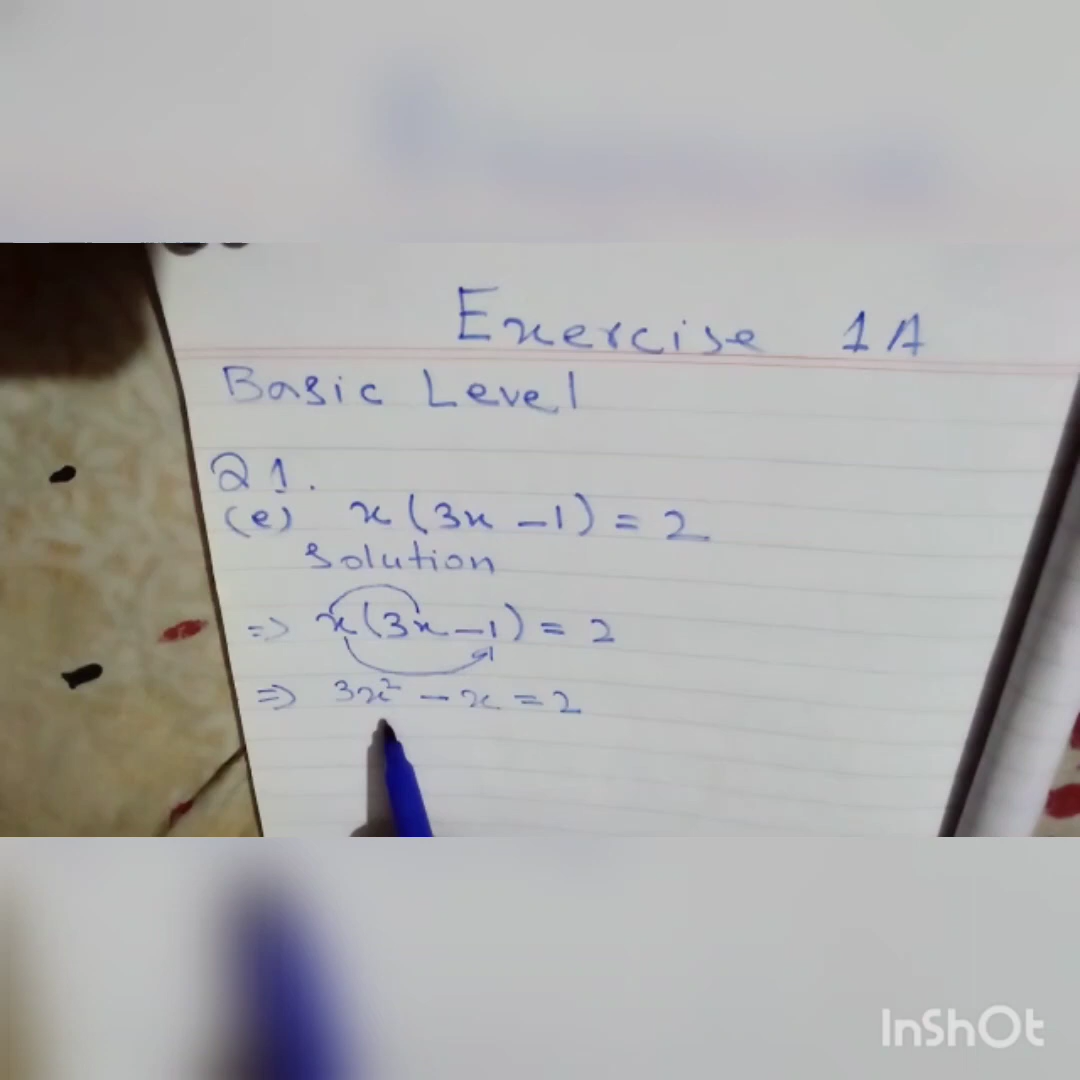 Exercise 1A
Basic Level
Q1.
(e) x(3x-1)=2
Solution
=> x(3x-1)=2
=> 3x²-x=2
InShOt